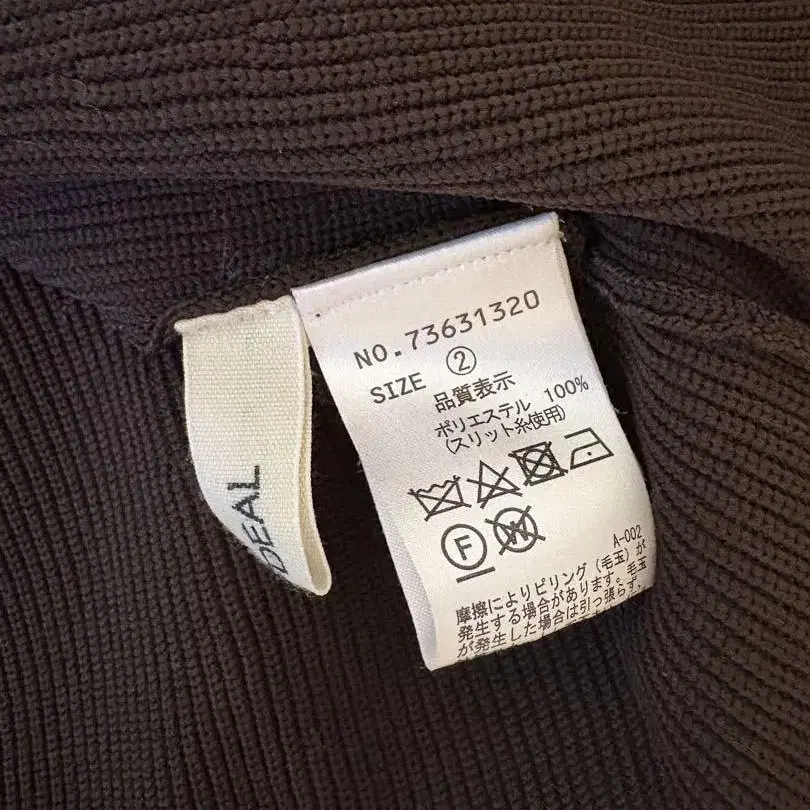 DEAL
NO.73631320
SIZE ②
品質表示
ポリエステル 100%
(スリット糸使用)
F W
A-002
摩擦によりピリング(毛玉)が
発生する場合があります。毛玉
が発生した場合は引っ張らず、